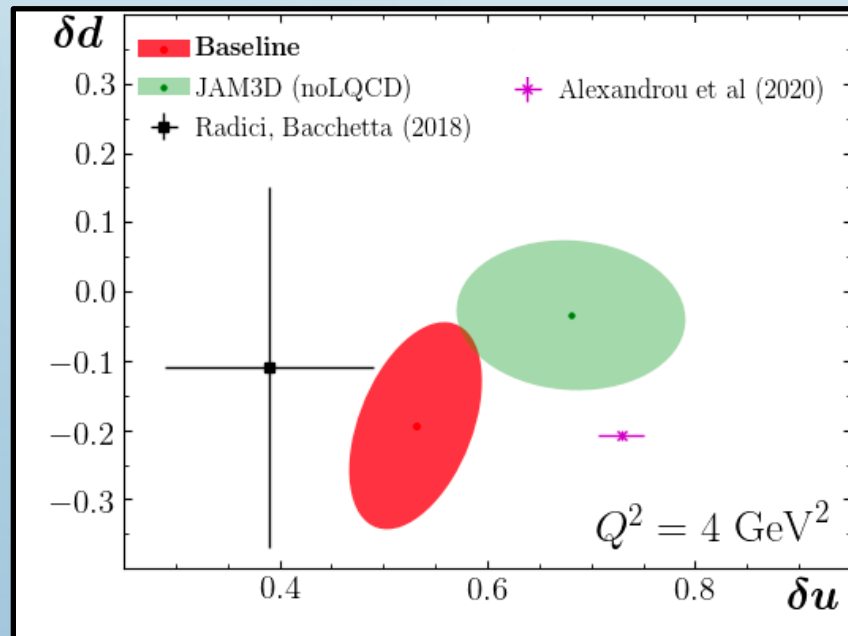 δd
Baseline
JAM3D (noLQCD)
Alexandrou et al (2020)
Radici, Bacchetta (2018)
0.3
0.2
0.1
0.0
−0.1
−0.2
−0.3
Q² = 4 GeV²
0.4 0.6 0.8 δu